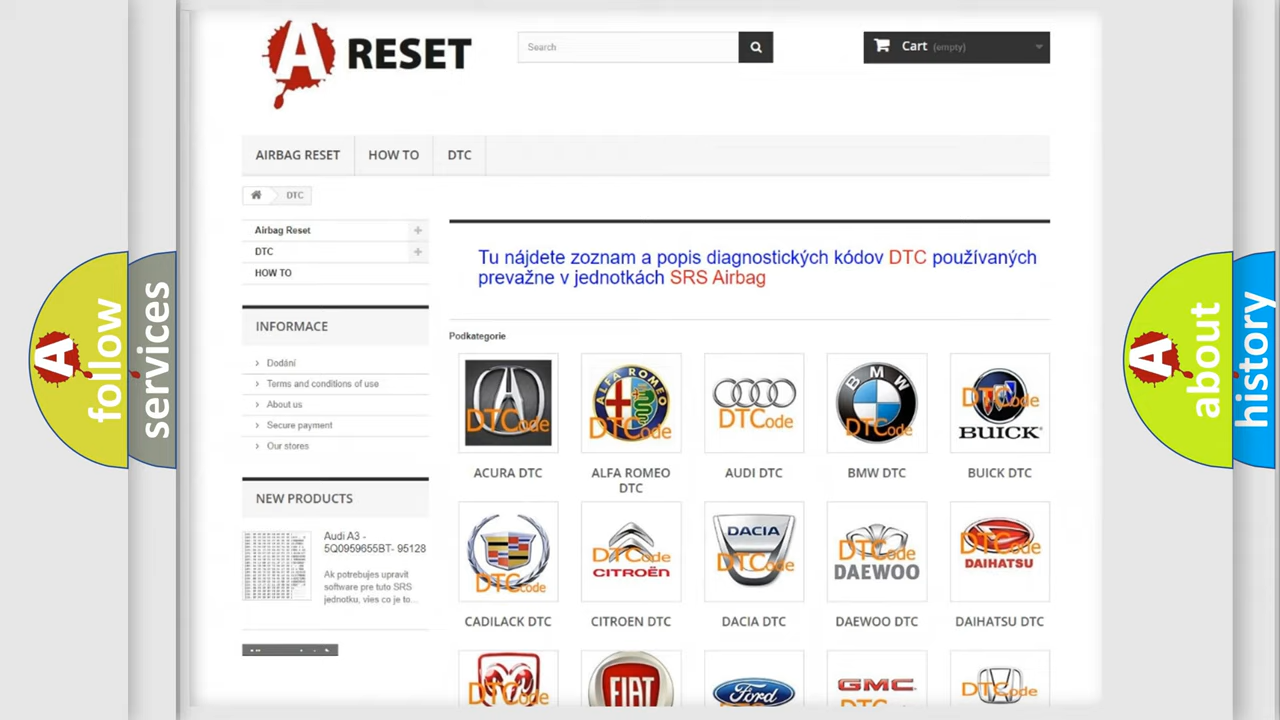 A RESET
Search
Cart (empty)
AIRBAG RESET
HOW TO
DTC
DTC
Airbag Reset
DTC
HOW TO
INFORMACE
Dodání
Terms and conditions of use
About us
Secure payment
Our stores
NEW PRODUCTS
Audi A3 -
5Q0959655BT- 95128
Ak potrebujes upravit
software pre tuto SRS
jednotku, vies co je to...
Tu nájdete zoznam a popis diagnostických kódov DTC používaných
prevažne v jednotkách SRS Airbag
Podkategorie
DTCode
ALFA ROMEO
DTCode
DTCode
BMW
DTCode
DTCode
BUICK
ACURA DTC
ALFA ROMEO
DTC
AUDI DTC
BMW DTC
BUICK DTC
DTCode
DTCode
CITROËN
DACIA
DTCode
DTCode
DAEWOO
DTCode
DAIHATSU
CADILACK DTC
CITROEN DTC
DACIA DTC
DAEWOO DTC
DAIHATSU DTC
DTCode
FIAT
Ford
GMC
DTCode
A
follow
services
A
about
history